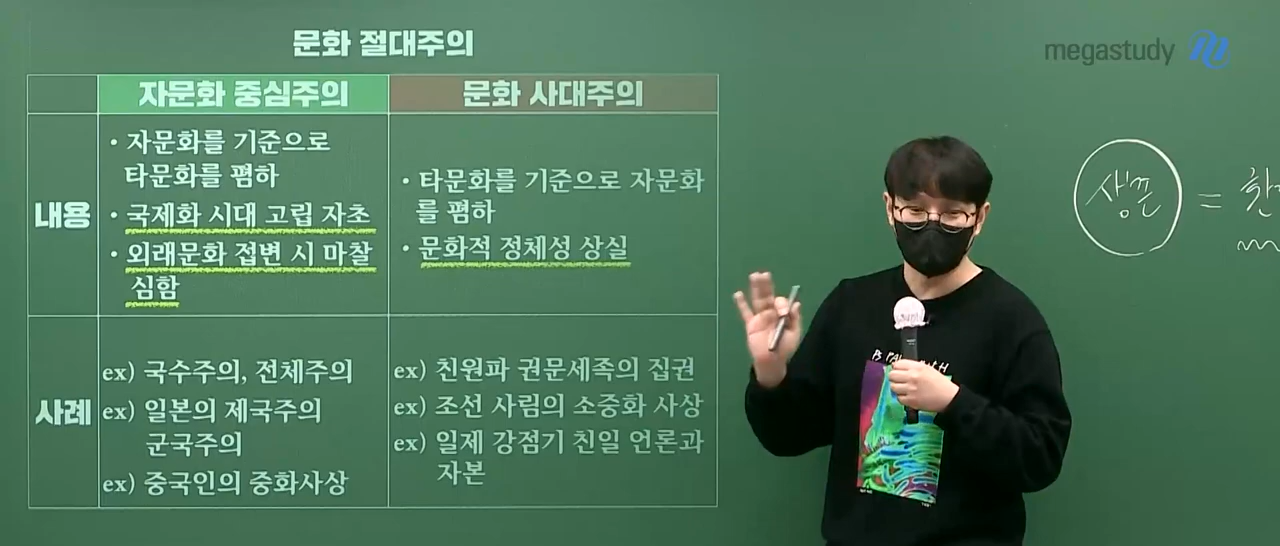 문화 절대주의
megastudy
자문화 중심주의
문화 사대주의
내용
• 자문화를 기준으로
타문화를 폄하
• 국제화 시대 고립 자초
• 외래문화 접변 시 마찰
심함
• 타문화를 기준으로 자문화
를 폄하
• 문화적 정체성 상실
사례
ex) 국수주의, 전체주의
ex) 일본의 제국주의
군국주의
ex) 중국인의 중화사상
ex) 친원파 권문세족의 집권
ex) 조선 사림의 소중화 사상
ex) 일제 강점기 친일 언론과
자본
생존 =